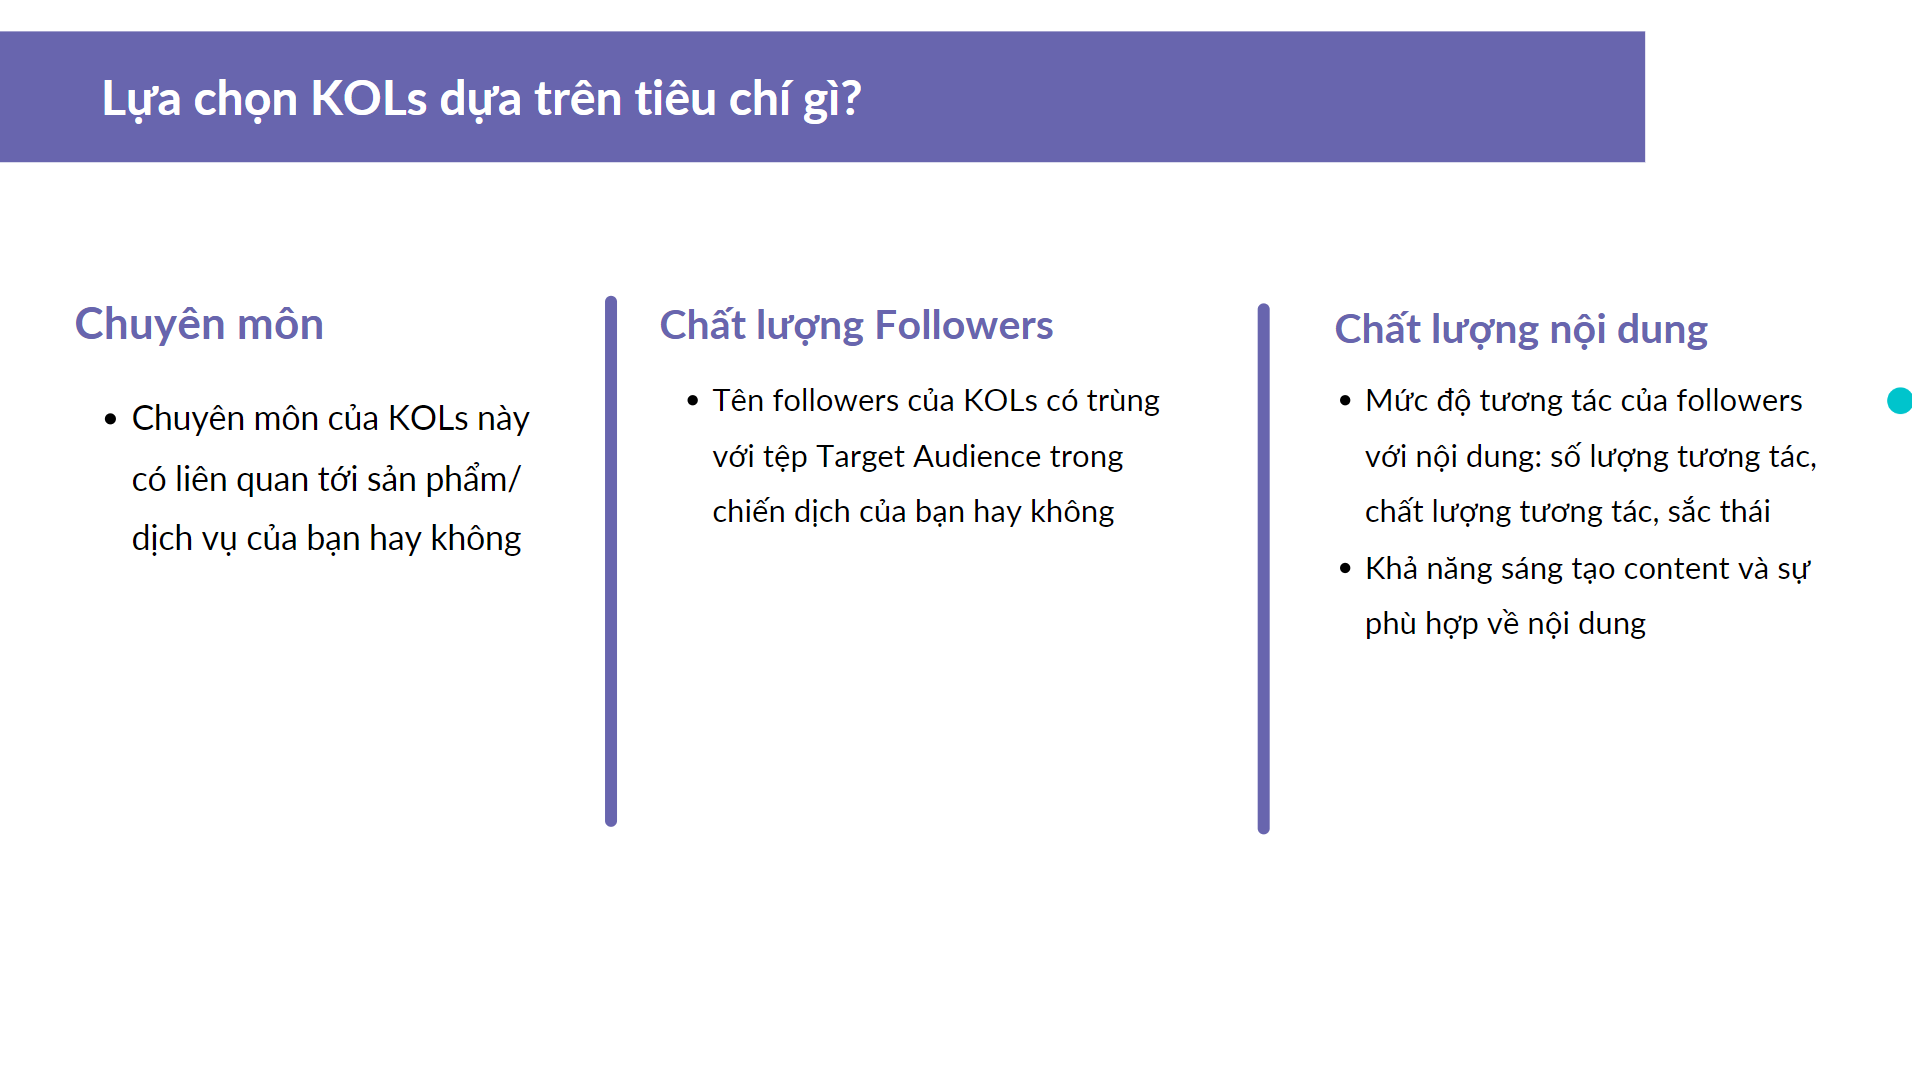 Lựa chọn KOLs dựa trên tiêu chí gì?
Chuyên môn
• Chuyên môn của KOLs này
có liên quan tới sản phẩm/
dịch vụ của bạn hay không
Chất lượng Followers
• Tên followers của KOLs có trùng
với tệp Target Audience trong
chiến dịch của bạn hay không
Chất lượng nội dung
• Mức độ tương tác của followers
với nội dung: số lượng tương tác,
chất lượng tương tác, sắc thái
• Khả năng sáng tạo content và sự
phù hợp về nội dung